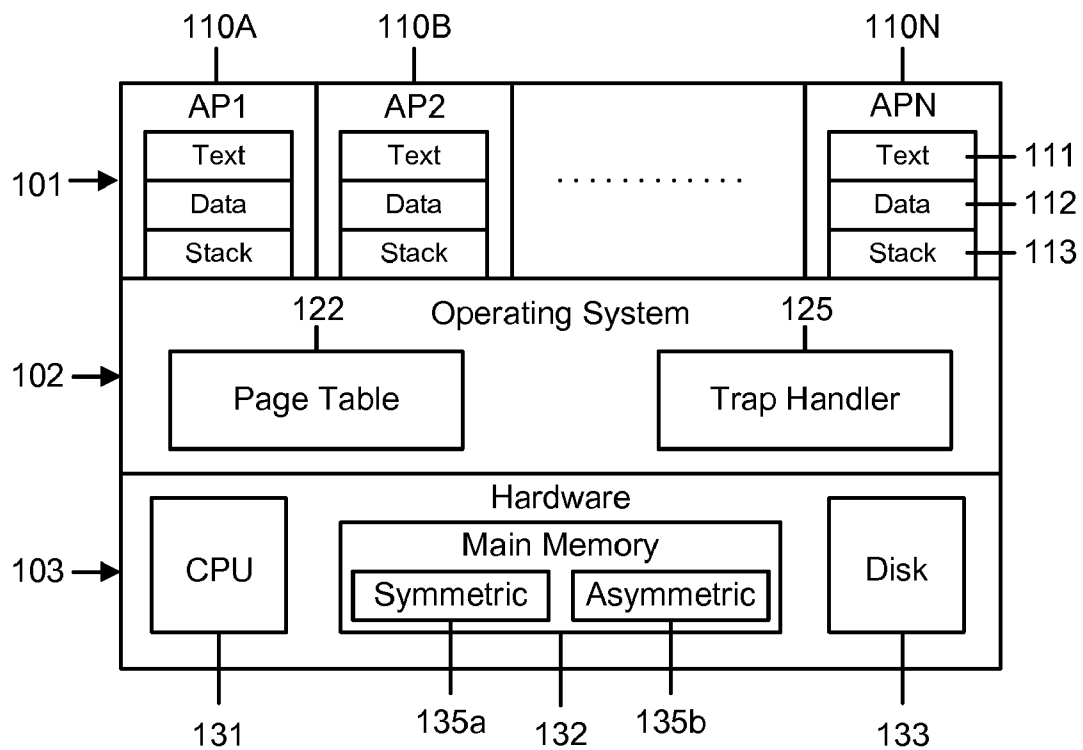 110A 110B 110N
AP1 AP2 APN
Text Text Text 111
101 Data Data ............ Data 112
Stack Stack Stack 113
122 Operating System 125
102 Page Table Trap Handler
Hardware
Main Memory
103 CPU Symmetric Asymmetric Disk
131 135a 132 135b 133